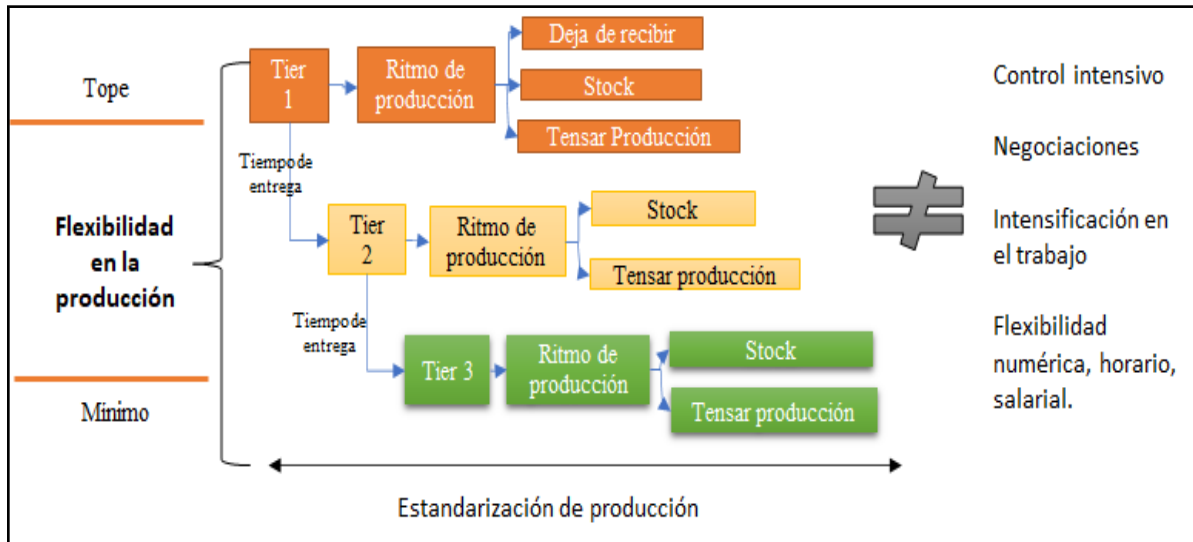 Tope
Flexibilidad
en la
producción
Mínimo
Tier
1
Ritmo de
producción
Deja de recibir
Stock
Tensar Producción
Tiempo de
entrega
Tier
2
Ritmo de
producción
Stock
Tensar producción
Tiempo de
entrega
Tier 3
Ritmo de
producción
Stock
Tensar producción
Estandarización de producción
≠
Control intensivo
Negociaciones
Intensificación en
el trabajo
Flexibilidad
numérica, horario,
salarial.